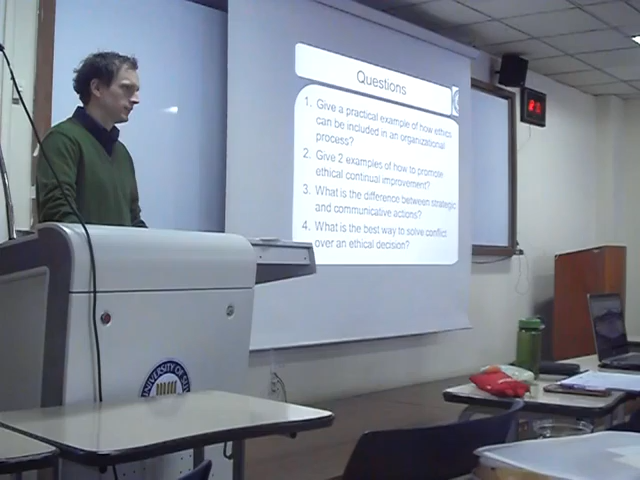 Questions
1. Give a practical example of how ethics
can be included in an organizational
process?
2. Give 2 examples of how to promote
ethical continual improvement?
3. What is the difference between strategic
and communicative actions?
4. What is the best way to solve conflict
over an ethical decision?
UNIVERSITY OF